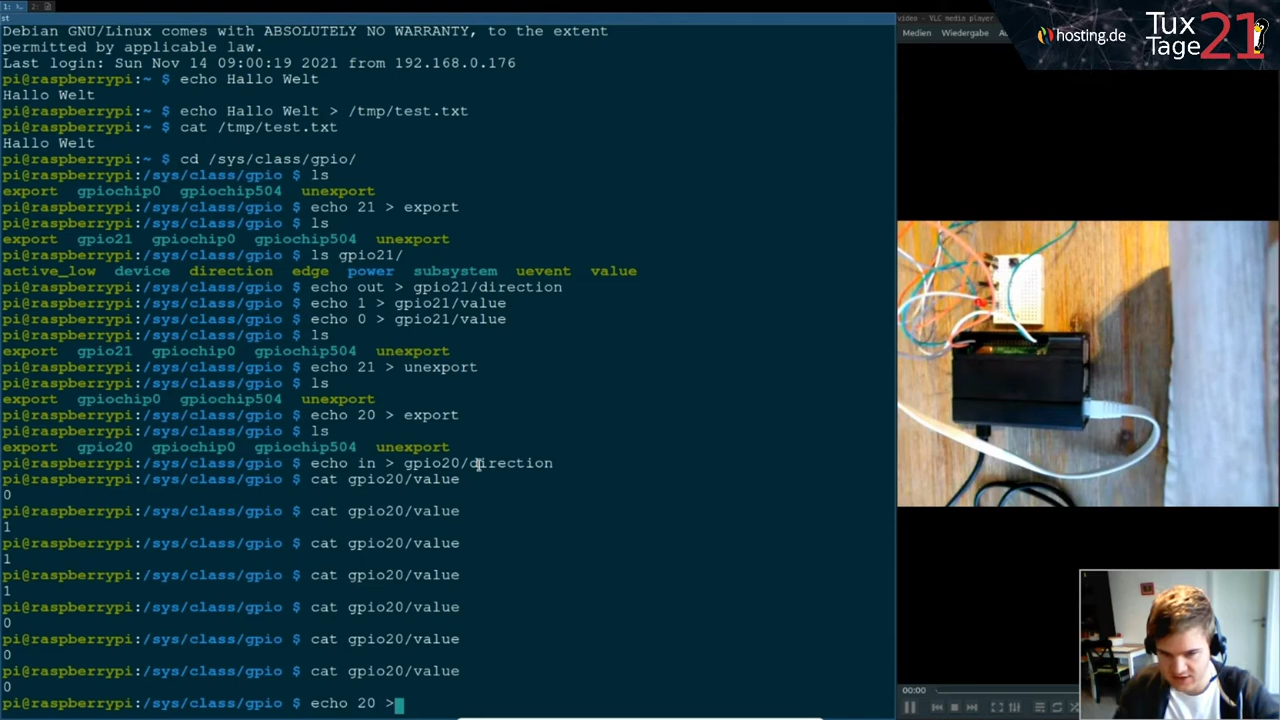 1:
2:
st
Debian GNU/Linux comes with ABSOLUTELY NO WARRANTY, to the extent
permitted by applicable law.
Last login: Sun Nov 14 09:00:19 2021 from 192.168.0.176
pi@raspberrypi:~ $ echo Hallo Welt
Hallo Welt
pi@raspberrypi:~ $ echo Hallo Welt > /tmp/test.txt
pi@raspberrypi:~ $ cat /tmp/test.txt
Hallo Welt
pi@raspberrypi:~ $ cd /sys/class/gpio/
pi@raspberrypi:/sys/class/gpio $ ls
export gpiochip0 gpiochip504 unexport
pi@raspberrypi:/sys/class/gpio $ echo 21 > export
pi@raspberrypi:/sys/class/gpio $ ls
export gpio21 gpiochip0 gpiochip504 unexport
pi@raspberrypi:/sys/class/gpio $ ls gpio21/
active_low device direction edge power subsystem uevent value
pi@raspberrypi:/sys/class/gpio $ echo out > gpio21/direction
pi@raspberrypi:/sys/class/gpio $ echo 1 > gpio21/value
pi@raspberrypi:/sys/class/gpio $ echo 0 > gpio21/value
pi@raspberrypi:/sys/class/gpio $ ls
export gpio21 gpiochip0 gpiochip504 unexport
pi@raspberrypi:/sys/class/gpio $ echo 21 > unexport
pi@raspberrypi:/sys/class/gpio $ ls
export gpiochip0 gpiochip504 unexport
pi@raspberrypi:/sys/class/gpio $ echo 20 > export
pi@raspberrypi:/sys/class/gpio $ ls
export gpio20 gpiochip0 gpiochip504 unexport
pi@raspberrypi:/sys/class/gpio $ echo in > gpio20/direction
pi@raspberrypi:/sys/class/gpio $ cat gpio20/value
0
pi@raspberrypi:/sys/class/gpio $ cat gpio20/value
1
pi@raspberrypi:/sys/class/gpio $ cat gpio20/value
1
pi@raspberrypi:/sys/class/gpio $ cat gpio20/value
1
pi@raspberrypi:/sys/class/gpio $ cat gpio20/value
0
pi@raspberrypi:/sys/class/gpio $ cat gpio20/value
0
pi@raspberrypi:/sys/class/gpio $ cat gpio20/value
0
pi@raspberrypi:/sys/class/gpio $ echo 20 >
video - VLC media player
Medien Wiedergabe
hosting.de
Tux
Tage 21
00:00